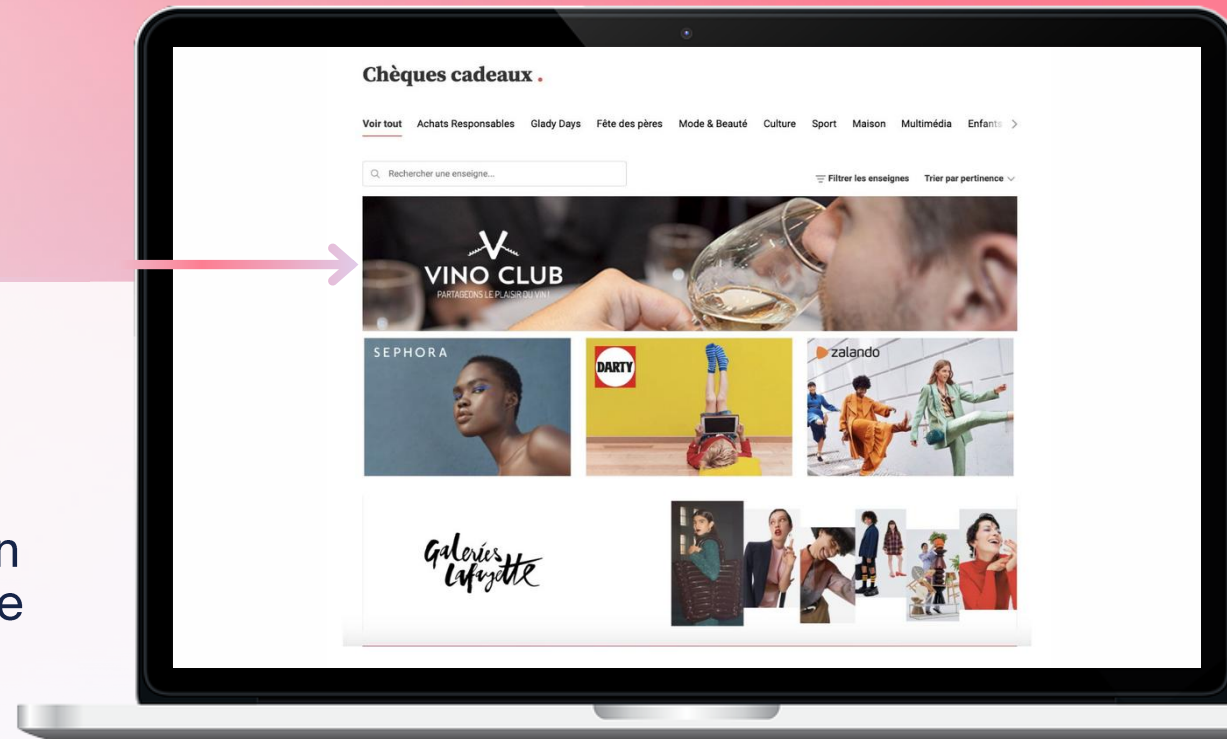 Chèques cadeaux .
Voir tout Achats Responsables Glady Days Fête des pères Mode & Beauté Culture Sport Maison Multimédia Enfants >
Rechercher une enseigne...
Filtrer les enseignes Trier par pertinence
VINO CLUB
PARTAGEONS LE PLAISIR DU VIN !
SEPHORA
DARTY
zalando
Galeries
Lafayette
n
e